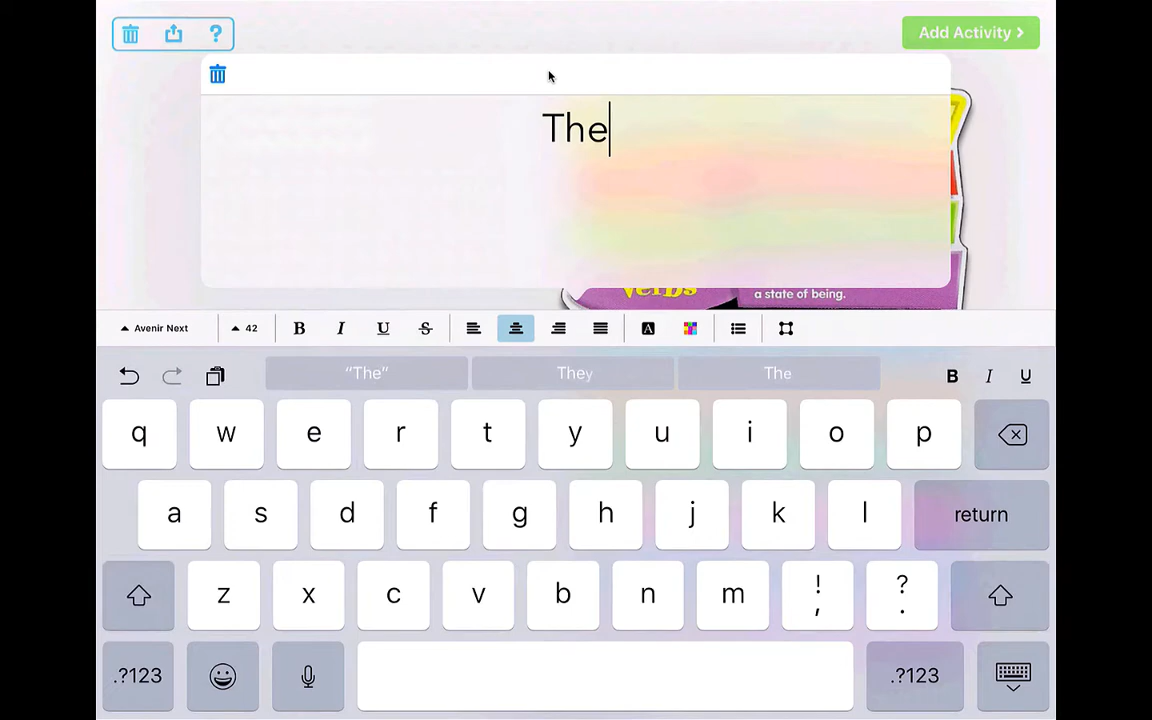 Add Activity
The
Verbs
a state of being.
Avenir Next
42
B I U S
A
"The" They The
B I U
q w e r t y u i o p
a s d f g h j k l return
z x c v b n m ! , ? .
.?123 .?123